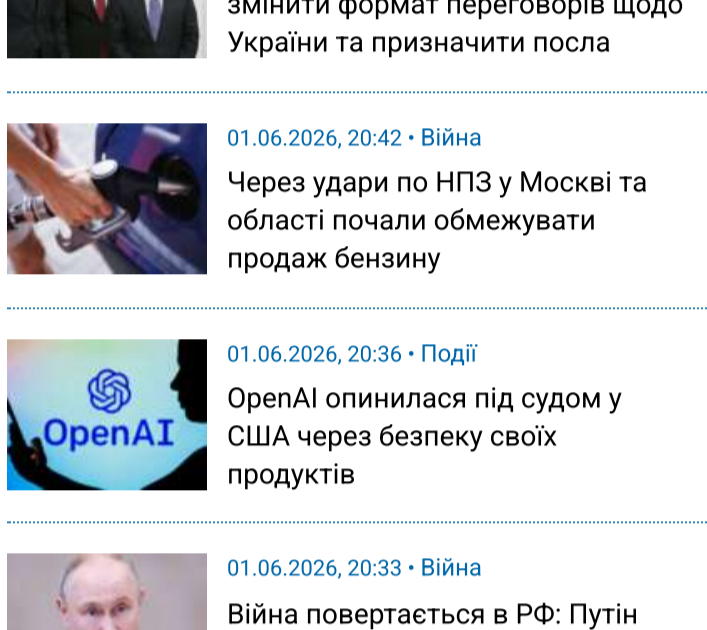 змінити формат переговорів щодо
України та призначити посла
01.06.2026, 20:42 • Війна
Через удари по НПЗ у Москві та
області почали обмежувати
продаж бензину
01.06.2026, 20:36 • Події
OpenAI опинилася під судом у
США через безпеку своїх
продуктів
OpenAI
01.06.2026, 20:33 • Війна
Війна повертається в РФ: Путін